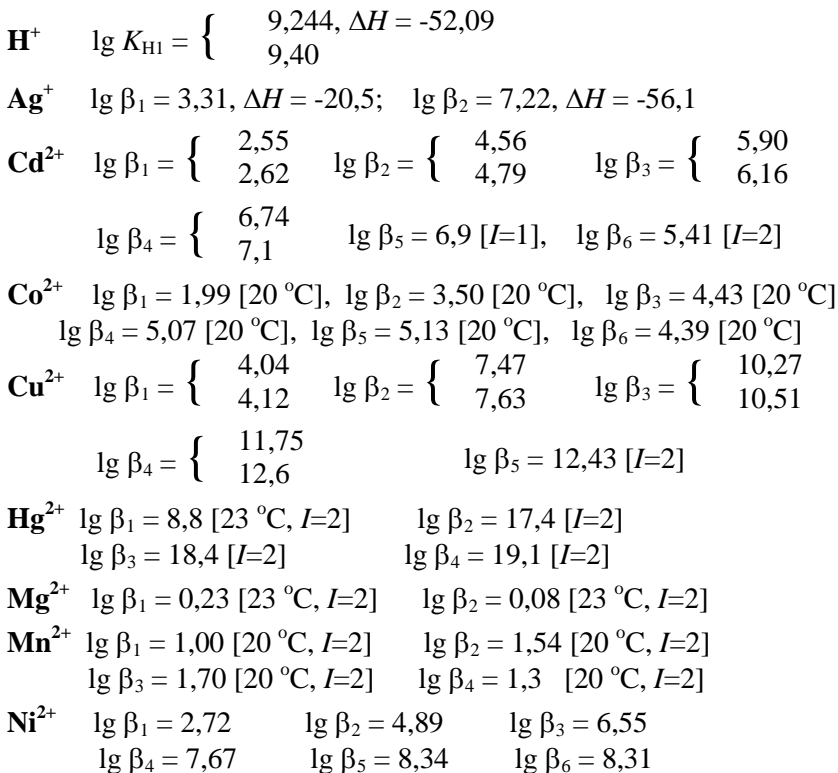 H⁺ lg K_H1 = { 9,244, ΔH = -52,09
9,40
Ag⁺ lg β₁ = 3,31, ΔH = -20,5; lg β₂ = 7,22, ΔH = -56,1
Cd²⁺ lg β₁ = { 2,55 lg β₂ = { 4,56 lg β₃ = { 5,90
2,62 4,79 6,16
lg β₄ = { 6,74 lg β₅ = 6,9 [I=1], lg β₆ = 5,41 [I=2]
7,1
Co²⁺ lg β₁ = 1,99 [20 °C], lg β₂ = 3,50 [20 °C], lg β₃ = 4,43 [20 °C]
lg β₄ = 5,07 [20 °C], lg β₅ = 5,13 [20 °C], lg β₆ = 4,39 [20 °C]
Cu²⁺ lg β₁ = { 4,04 lg β₂ = { 7,47 lg β₃ = { 10,27
4,12 7,63 10,51
lg β₄ = { 11,75 lg β₅ = 12,43 [I=2]
12,6
Hg²⁺ lg β₁ = 8,8 [23 °C, I=2] lg β₂ = 17,4 [I=2]
lg β₃ = 18,4 [I=2] lg β₄ = 19,1 [I=2]
Mg²⁺ lg β₁ = 0,23 [23 °C, I=2] lg β₂ = 0,08 [23 °C, I=2]
Mn²⁺ lg β₁ = 1,00 [20 °C, I=2] lg β₂ = 1,54 [20 °C, I=2]
lg β₃ = 1,70 [20 °C, I=2] lg β₄ = 1,3 [20 °C, I=2]
Ni²⁺ lg β₁ = 2,72 lg β₂ = 4,89 lg β₃ = 6,55
lg β₄ = 7,67 lg β₅ = 8,34 lg β₆ = 8,31